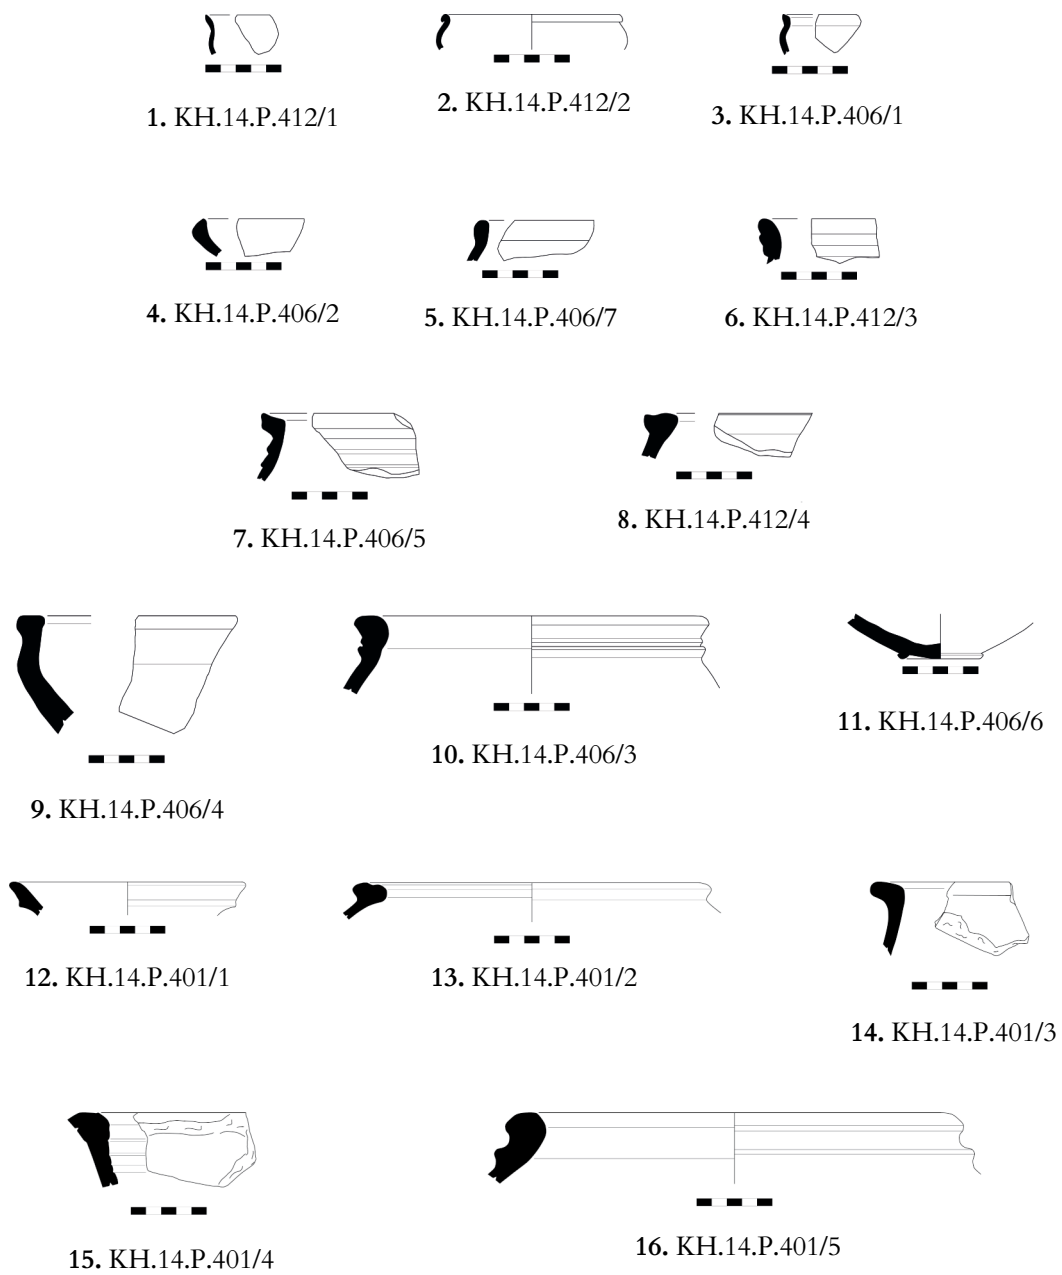 1. KH.14.P.412/1
2. KH.14.P.412/2
3. KH.14.P.406/1
4. KH.14.P.406/2
5. KH.14.P.406/7
6. KH.14.P.412/3
7. KH.14.P.406/5
8. KH.14.P.412/4
9. KH.14.P.406/4
10. KH.14.P.406/3
11. KH.14.P.406/6
12. KH.14.P.401/1
13. KH.14.P.401/2
14. KH.14.P.401/3
15. KH.14.P.401/4
16. KH.14.P.401/5